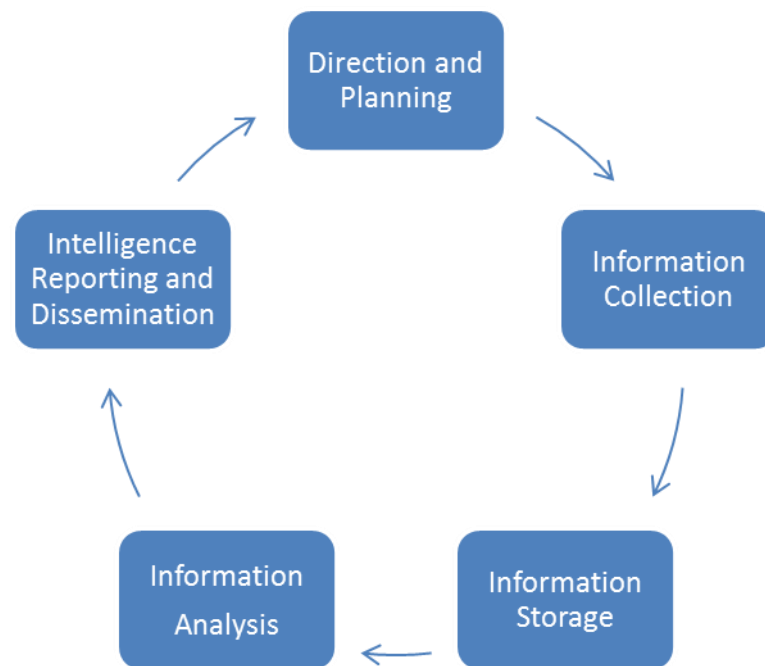 Direction and
Planning
Information
Collection
Information
Storage
Information
Analysis
Intelligence
Reporting and
Dissemination